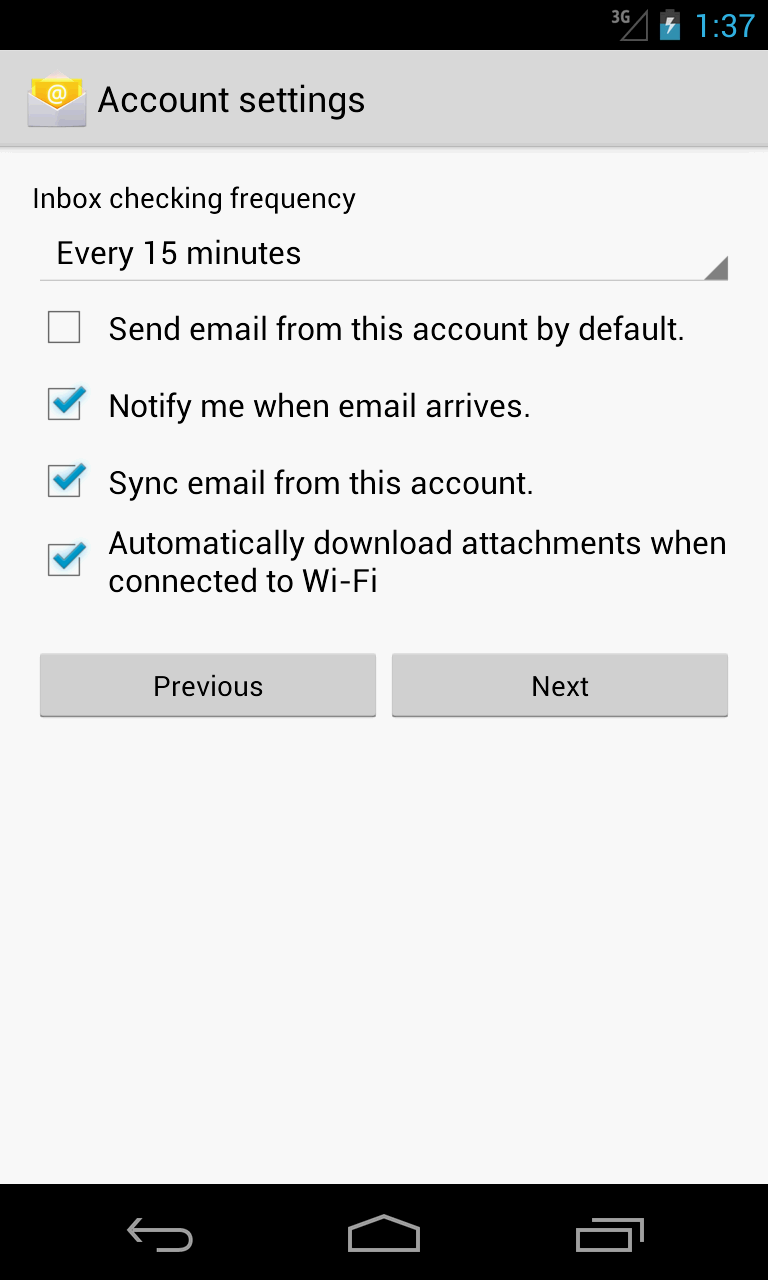 3G 1:37
@ Account settings
Inbox checking frequency
Every 15 minutes
Send email from this account by default.
Notify me when email arrives.
Sync email from this account.
Automatically download attachments when
connected to Wi-Fi
Previous Next